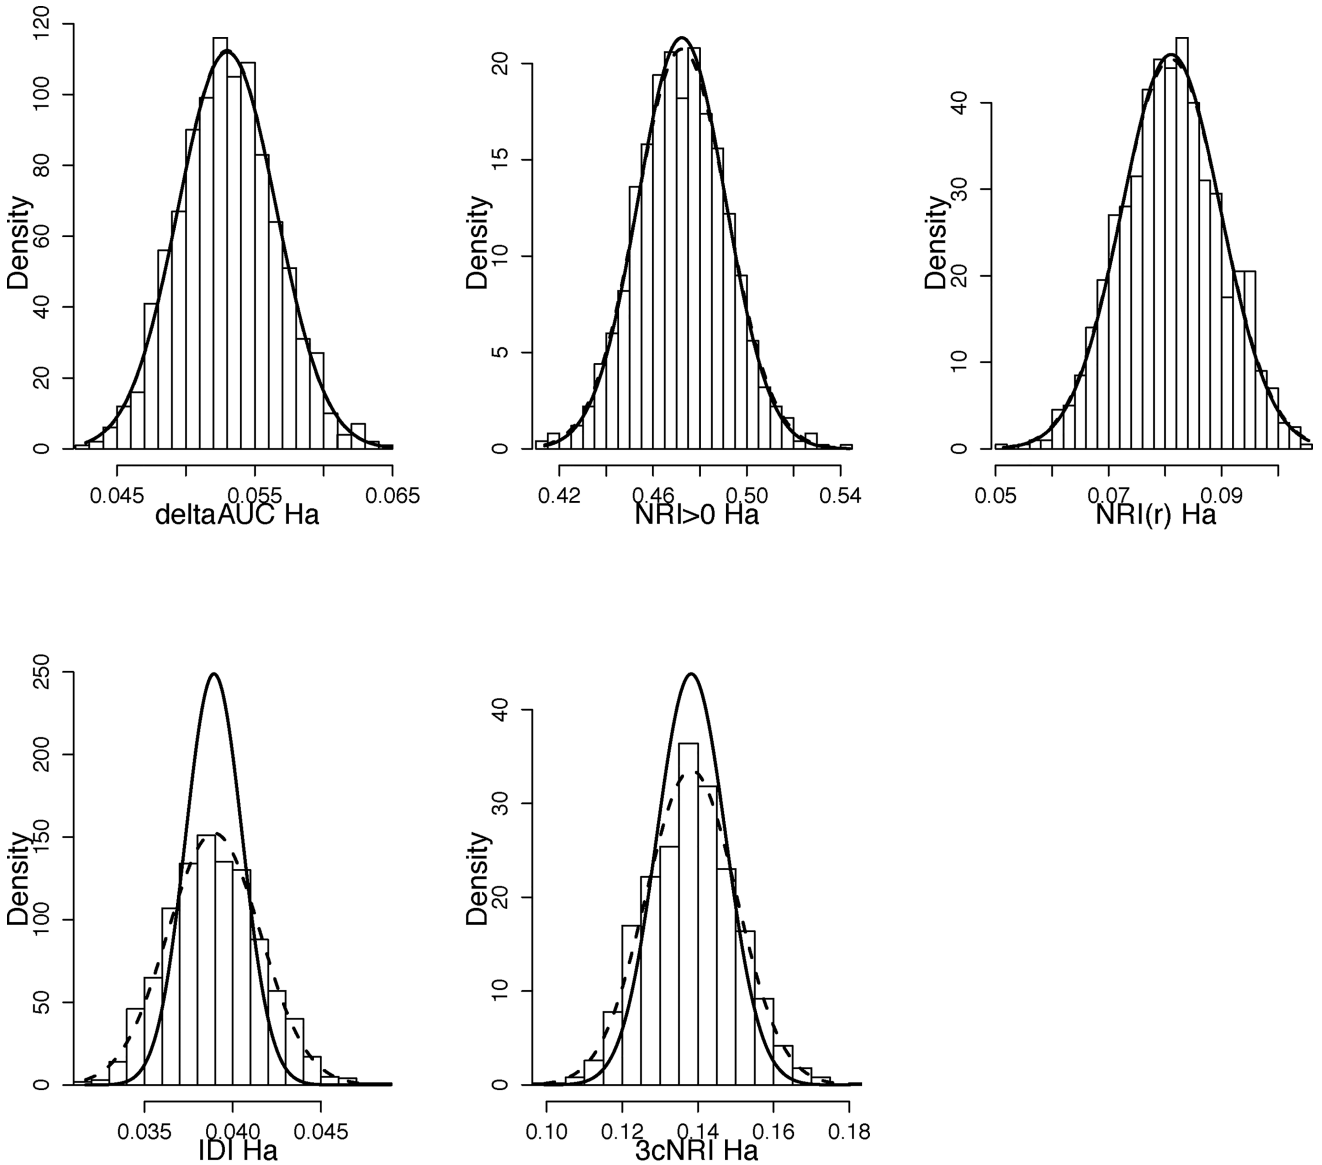 Density
0 20 40 60 80 100 120
0.045 0.055 0.065
deltaAUC Ha
Density
0 5 10 15 20
0.42 0.46 0.50 0.54
NRI>0 Ha
Density
0 10 20 30 40
0.05 0.07 0.09
NRI(r) Ha
Density
0 50 100 150 200 250
0.035 0.040 0.045
IDI Ha
Density
0 10 20 30 40
0.10 0.12 0.14 0.16 0.18
3cNRI Ha